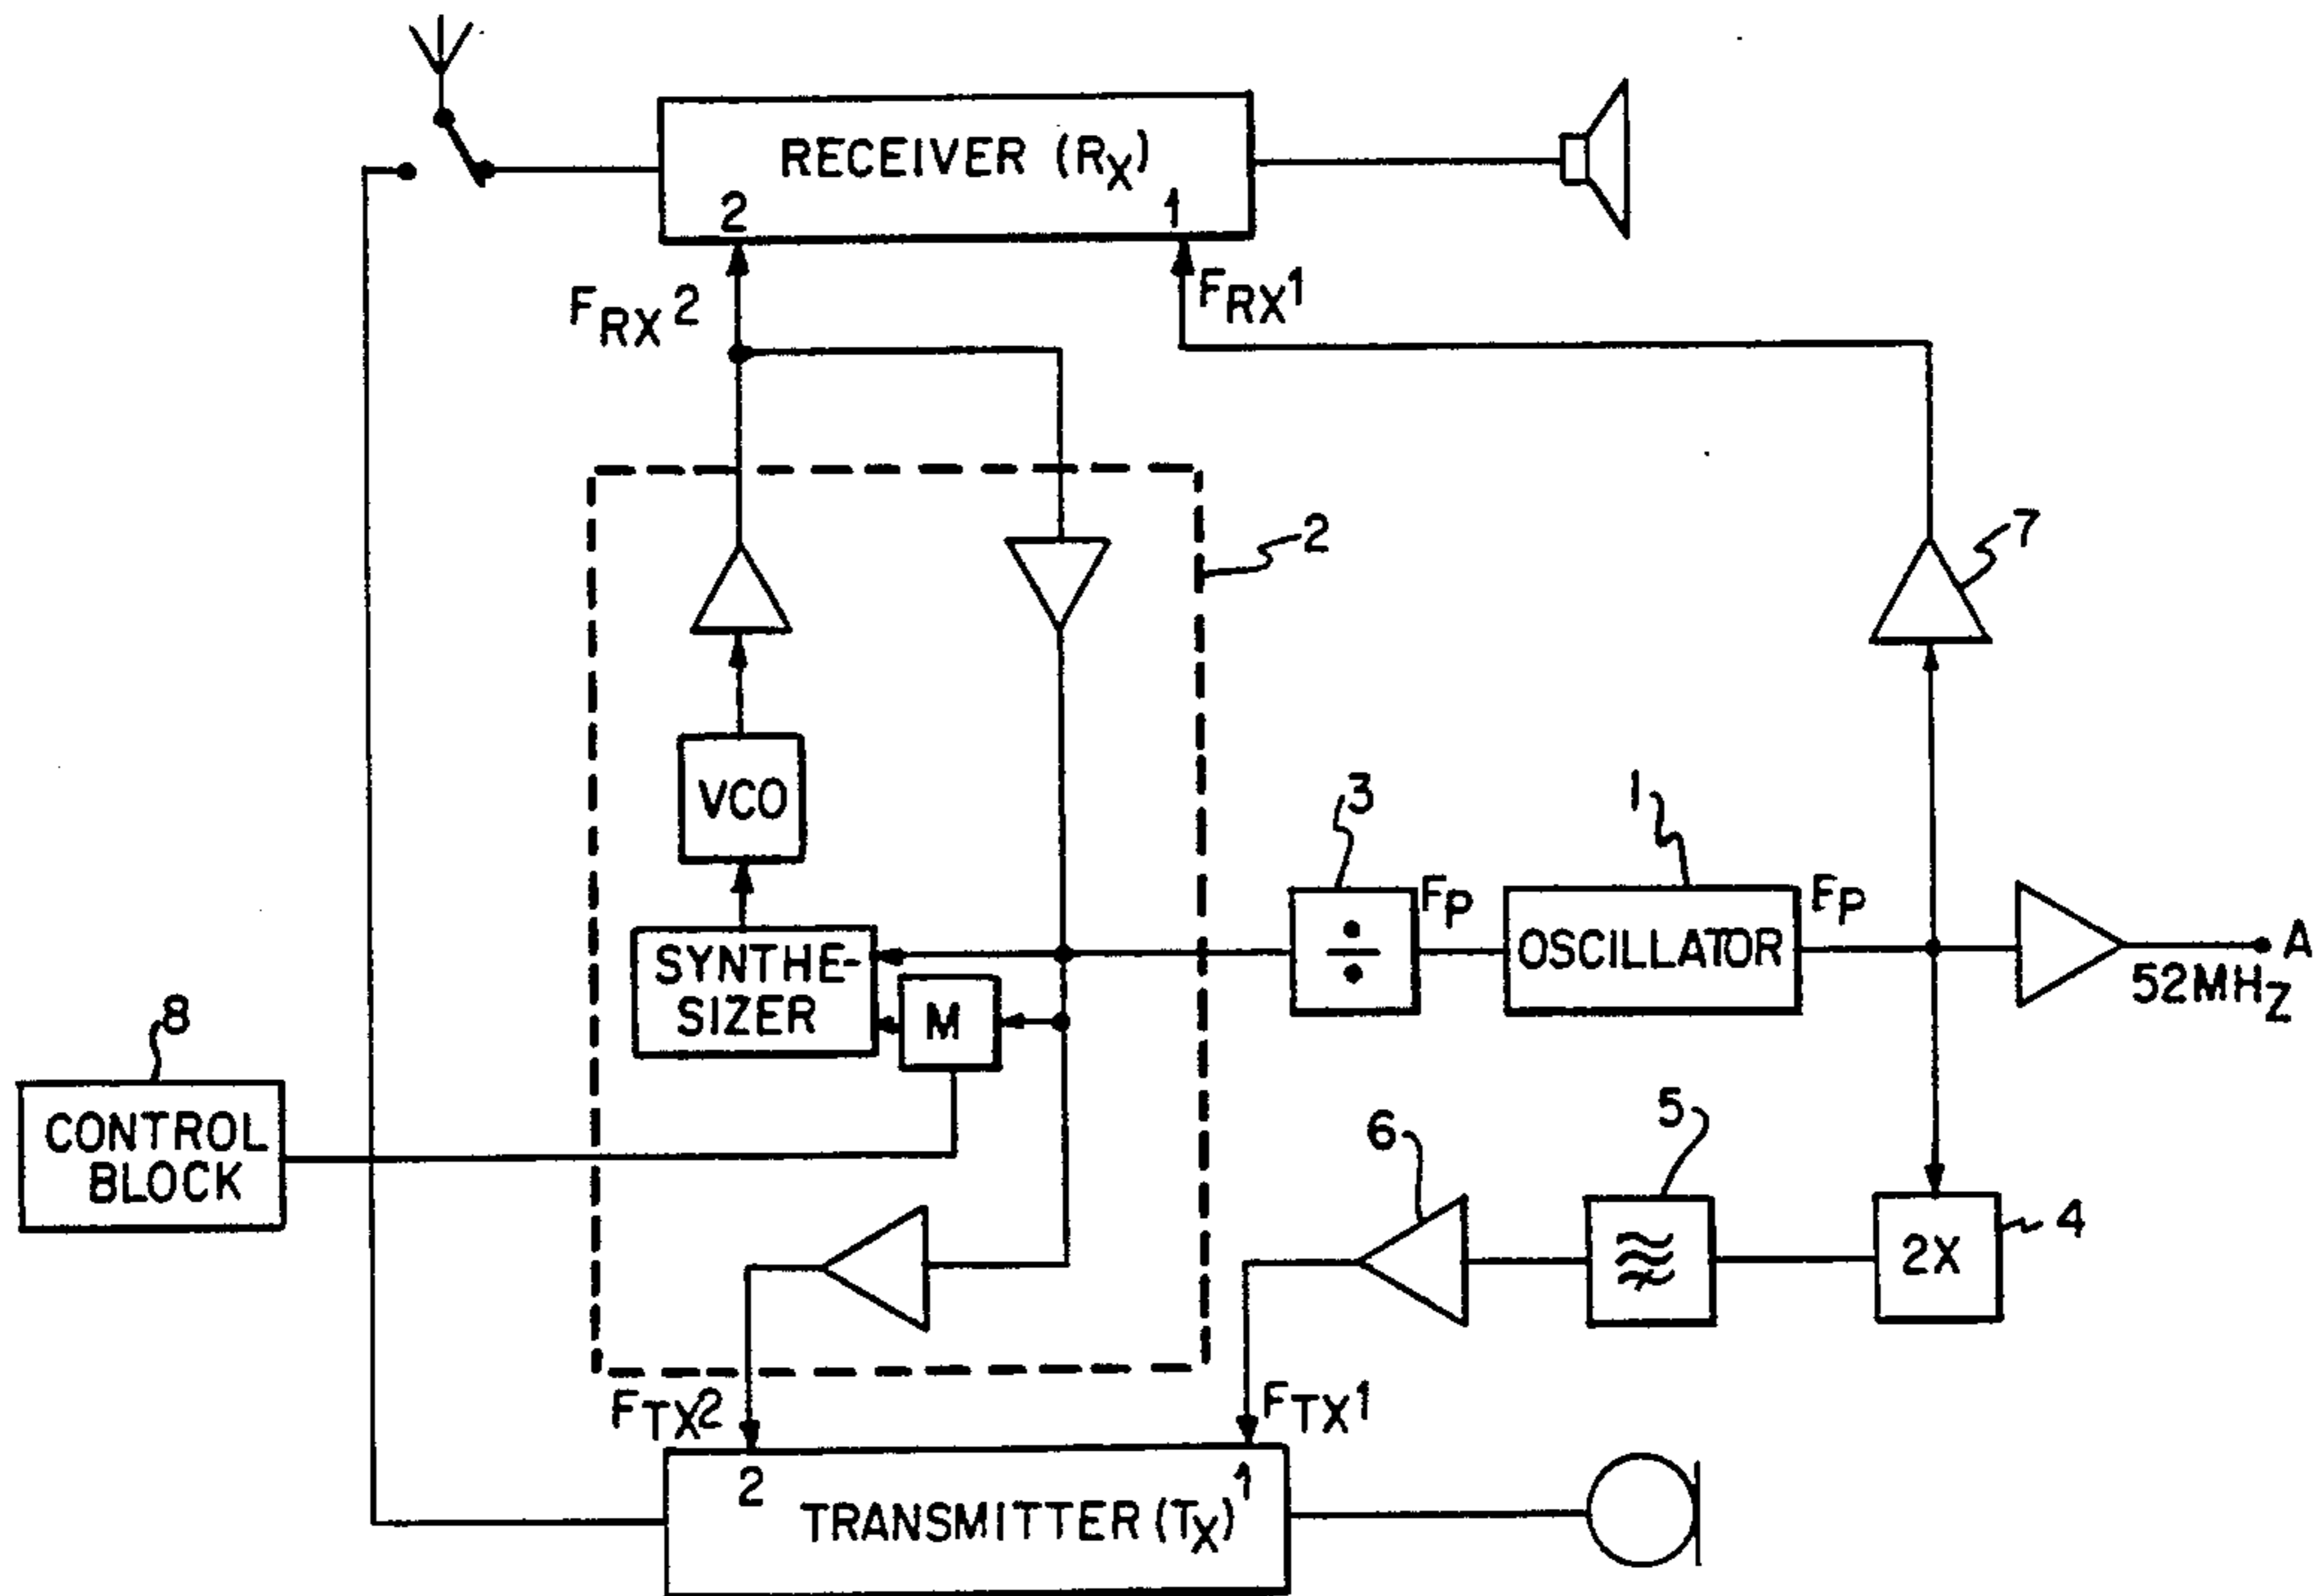 RECEIVER (RX)
2
1
FRX2
FRX1
2
7
VCO
3
1
FP
FP
÷
OSCILLATOR
A
52MHZ
SYNTHE-
SIZER
M
8
CONTROL
BLOCK
6
5
4
2X
FTX2
FTX1
2
1
TRANSMITTER (TX)